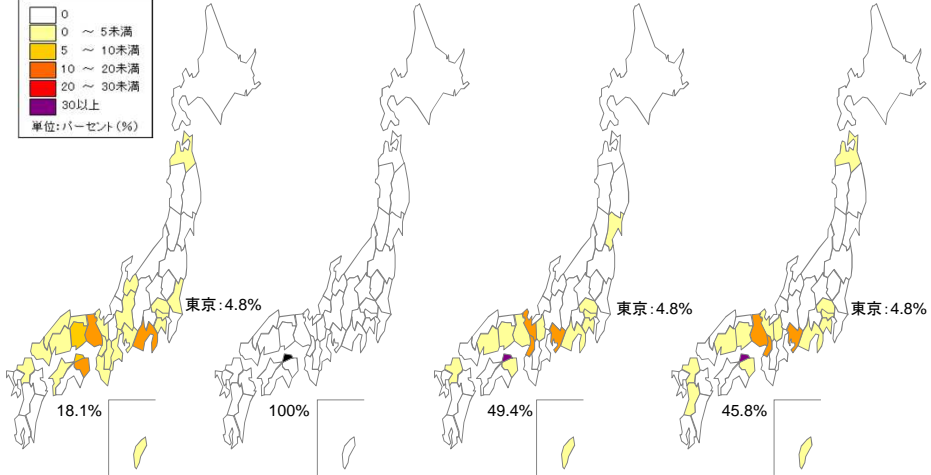 0
0 ~ 5未満
5 ~ 10未満
10 ~ 20未満
20 ~ 30未満
30以上
単位:パーセント(%)
東京:4.8%
東京:4.8%
東京:4.8%
18.1%
100%
49.4%
45.8%